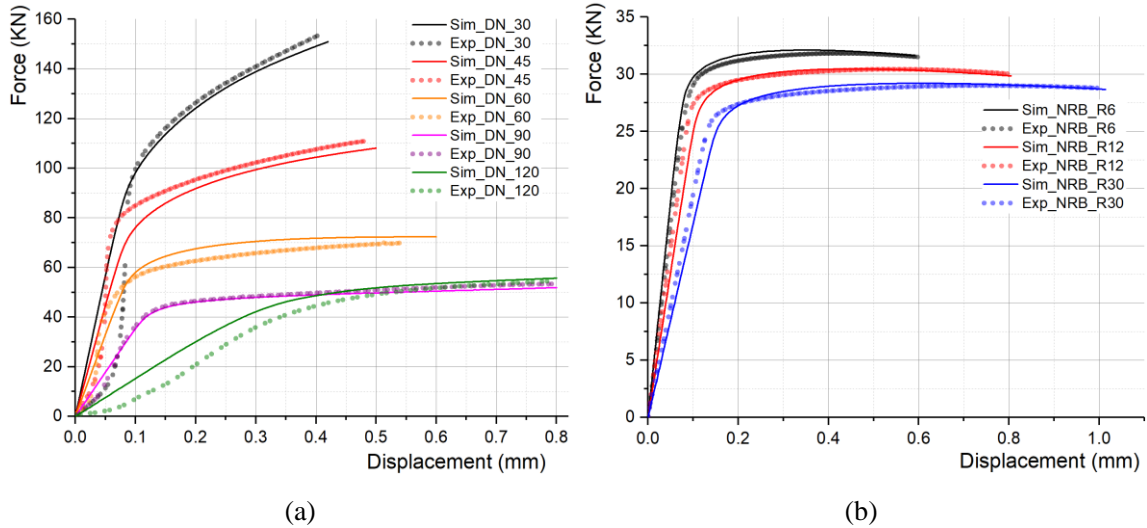 Force (KN)
160
140
120
100
80
60
40
20
0
0.0 0.1 0.2 0.3 0.4 0.5 0.6 0.7 0.8
Displacement (mm)
Sim_DN_30
Exp_DN_30
Sim_DN_45
Exp_DN_45
Sim_DN_60
Exp_DN_60
Sim_DN_90
Exp_DN_90
Sim_DN_120
Exp_DN_120
(a)
Force (KN)
35
30
25
20
15
10
5
0
0.0 0.2 0.4 0.6 0.8 1.0
Displacement (mm)
Sim_NRB_R6
Exp_NRB_R6
Sim_NRB_R12
Exp_NRB_R12
Sim_NRB_R30
Exp_NRB_R30
(b)